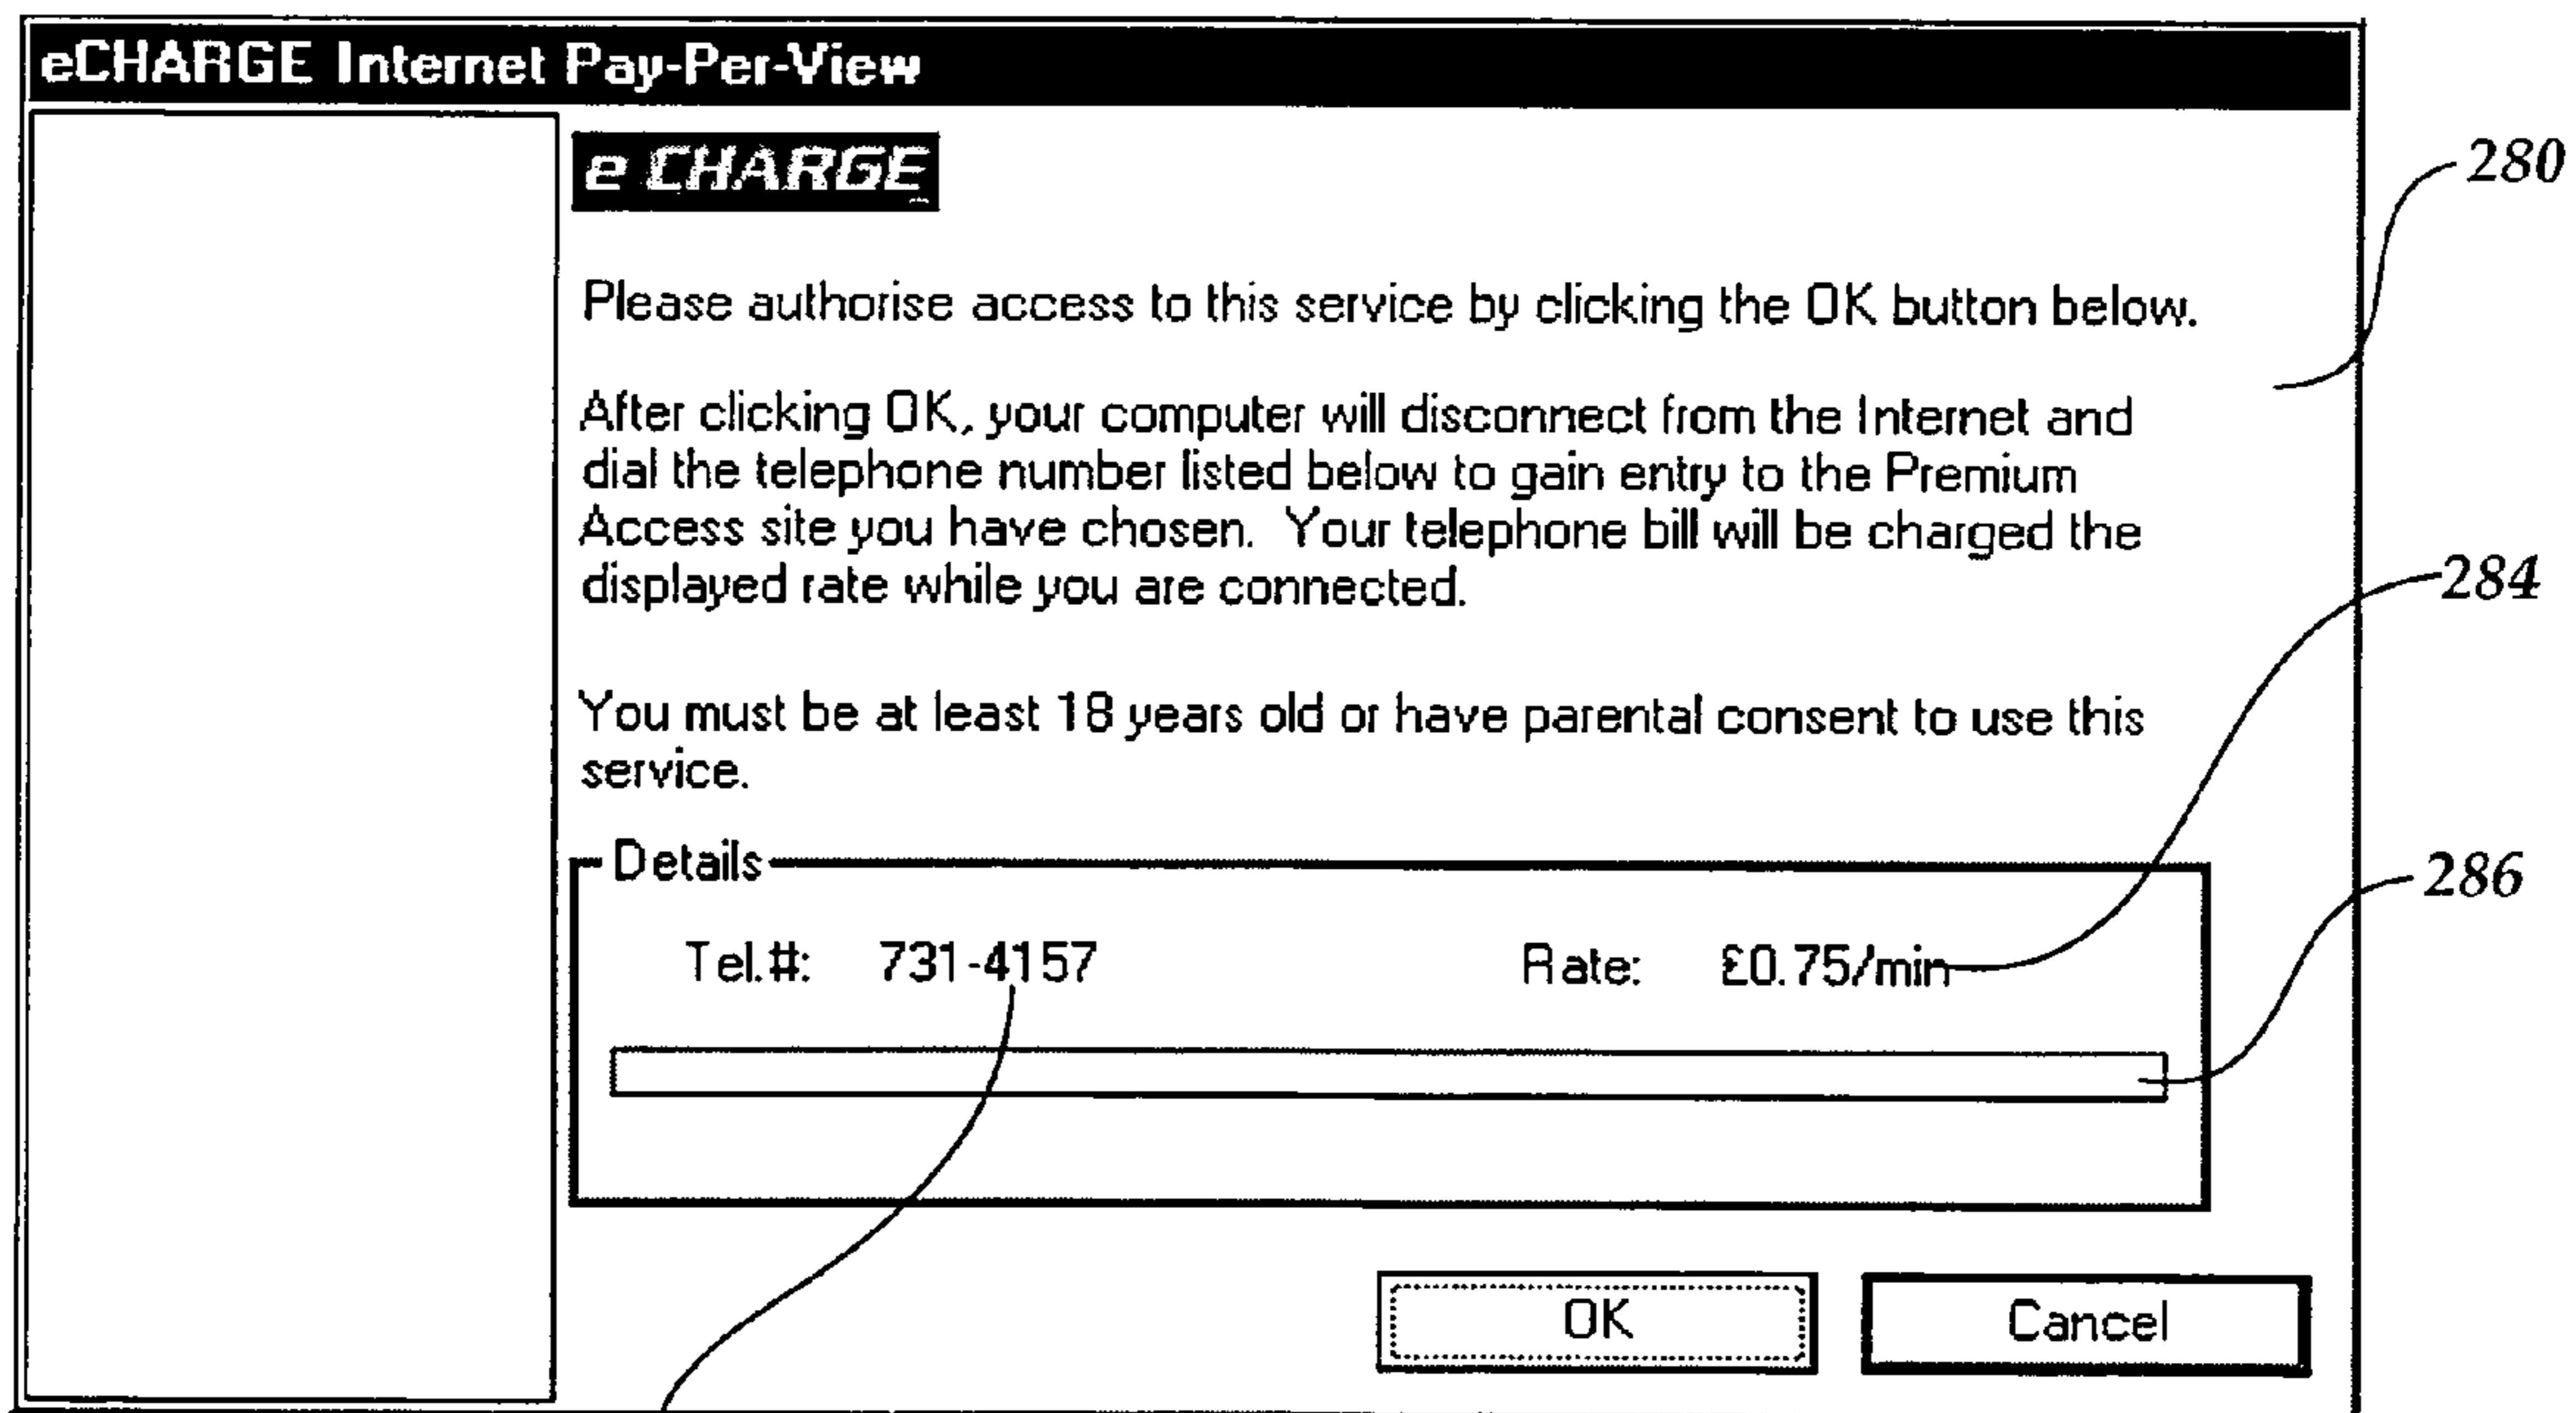 eCHARGE Internet Pay-Per-View
e CHARGE
280
Please authorise access to this service by clicking the OK button below.
After clicking OK, your computer will disconnect from the Internet and
dial the telephone number listed below to gain entry to the Premium
Access site you have chosen.  Your telephone bill will be charged the
displayed rate while you are connected.
284
You must be at least 18 years old or have parental consent to use this
service.
Details
286
Tel.#: 731-4157 Rate: £0.75/min
OK Cancel